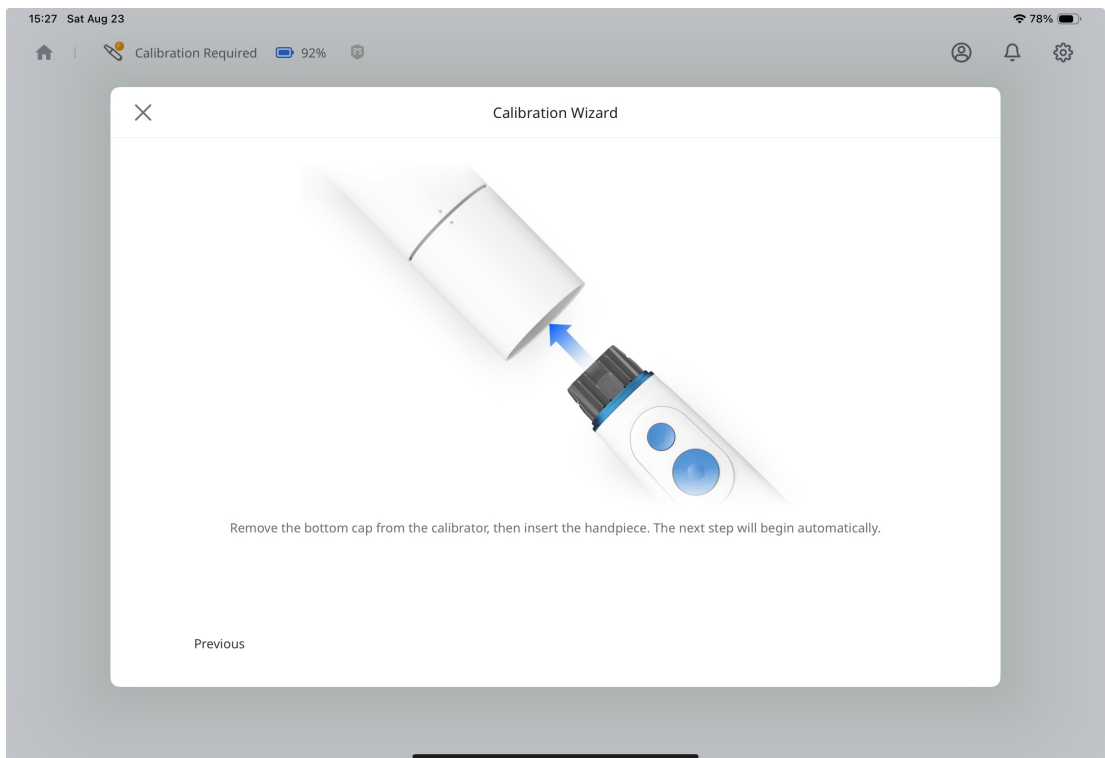 15:27 Sat Aug 23
78%
Calibration Required 92%
Calibration Wizard
Remove the bottom cap from the calibrator, then insert the handpiece. The next step will begin automatically.
Previous